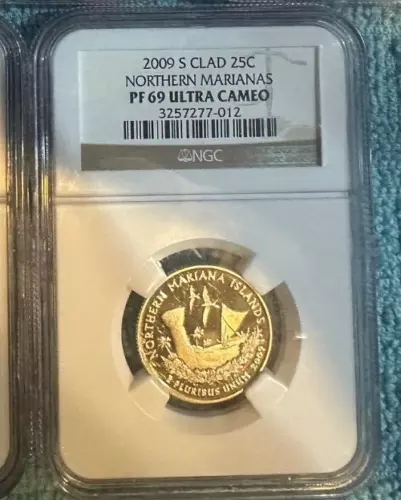 2009 S CLAD 25C
NORTHERN MARIANAS
PF 69 ULTRA CAMEO
3257277-012
NGC
NORTHERN MARIANA ISLANDS
E PLURIBUS UNUM 2009